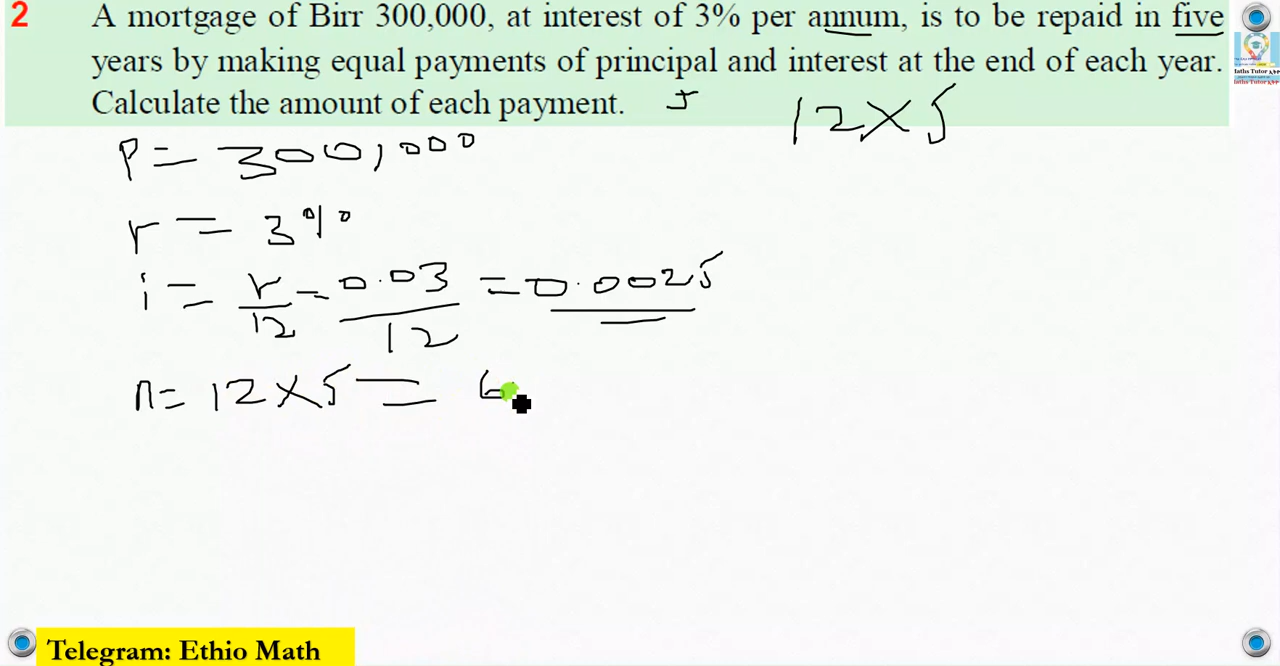 2 A mortgage of Birr 300,000, at interest of 3% per annum, is to be repaid in five
years by making equal payments of principal and interest at the end of each year.
Calculate the amount of each payment. 5
12×5
P = 300,000
r = 3%
i = r/12 = 0.03/12 = 0.0025
n = 12×5 = 6
Telegram: Ethio Math